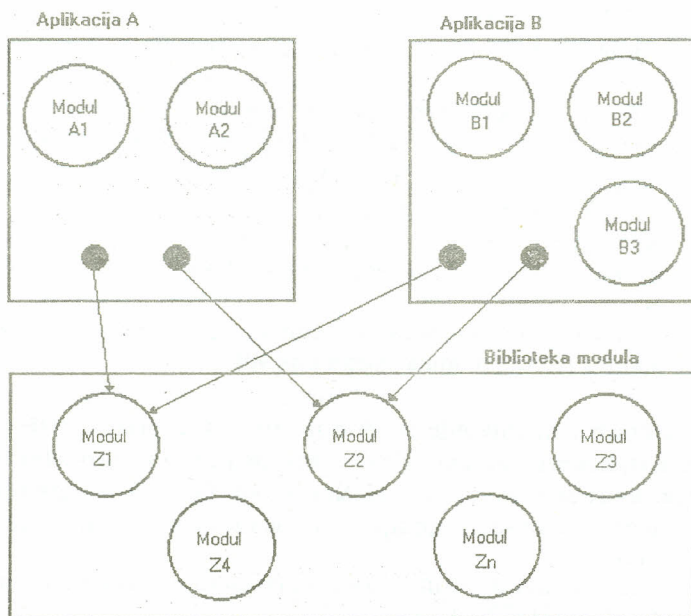 Aplikacija A
Aplikacija B
Modul
A1
Modul
A2
Modul
B1
Modul
B2
Modul
B3
Biblioteka modula
Modul
Z1
Modul
Z2
Modul
Z3
Modul
Z4
Modul
Zn